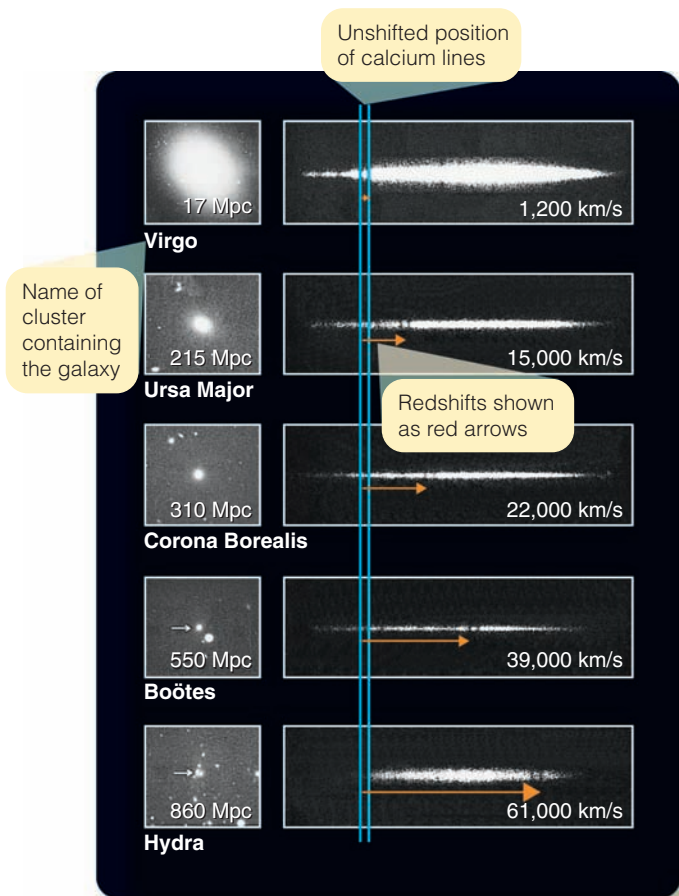 Unshifted position
of calcium lines
17 Mpc
1,200 km/s
Virgo
Name of
cluster
containing
the galaxy
215 Mpc
15,000 km/s
Ursa Major
Redshifts shown
as red arrows
310 Mpc
22,000 km/s
Corona Borealis
550 Mpc
39,000 km/s
Boötes
860 Mpc
61,000 km/s
Hydra